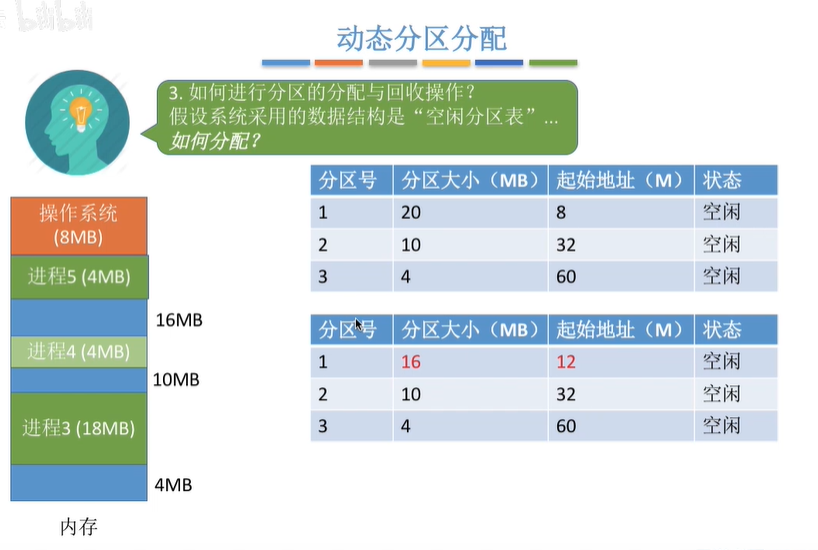 bilibili
动态分区分配
3. 如何进行分区的分配与回收操作？
假设系统采用的数据结构是“空闲分区表”...
如何分配？
操作系统
(8MB)
进程5 (4MB)
16MB
进程4 (4MB)
10MB
进程3 (18MB)
4MB
内存
分区号 分区大小（MB） 起始地址（M） 状态
1 20 8 空闲
2 10 32 空闲
3 4 60 空闲
分区号 分区大小（MB） 起始地址（M） 状态
1 16 12 空闲
2 10 32 空闲
3 4 60 空闲